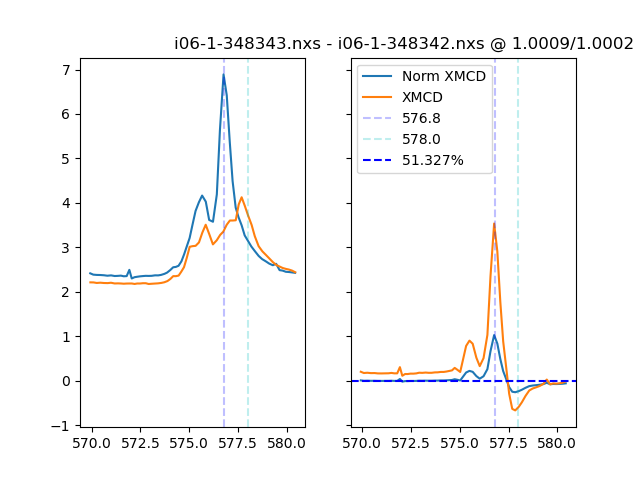 i06-1-348343.nxs - i06-1-348342.nxs @ 1.0009/1.0002
7
6
5
4
3
2
1
0
−1
570.0 572.5 575.0 577.5 580.0
Norm XMCD
XMCD
576.8
578.0
51.327%
570.0 572.5 575.0 577.5 580.0